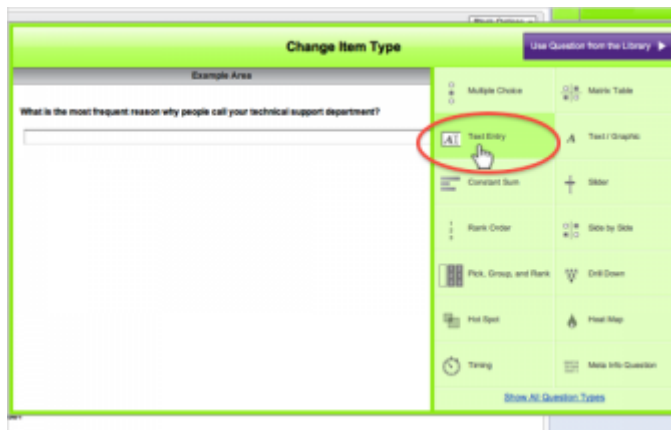 Block Options
Change Item Type
Use Question from the Library
Example Area
What is the most frequent reason why people call your technical support department?
Multiple Choice
Matrix Table
Text Entry
Text / Graphic
Constant Sum
Slider
Rank Order
Side by Side
Pick, Group, and Rank
Drill Down
Hot Spot
Heat Map
Timing
Meta Info Question
Show All Question Types